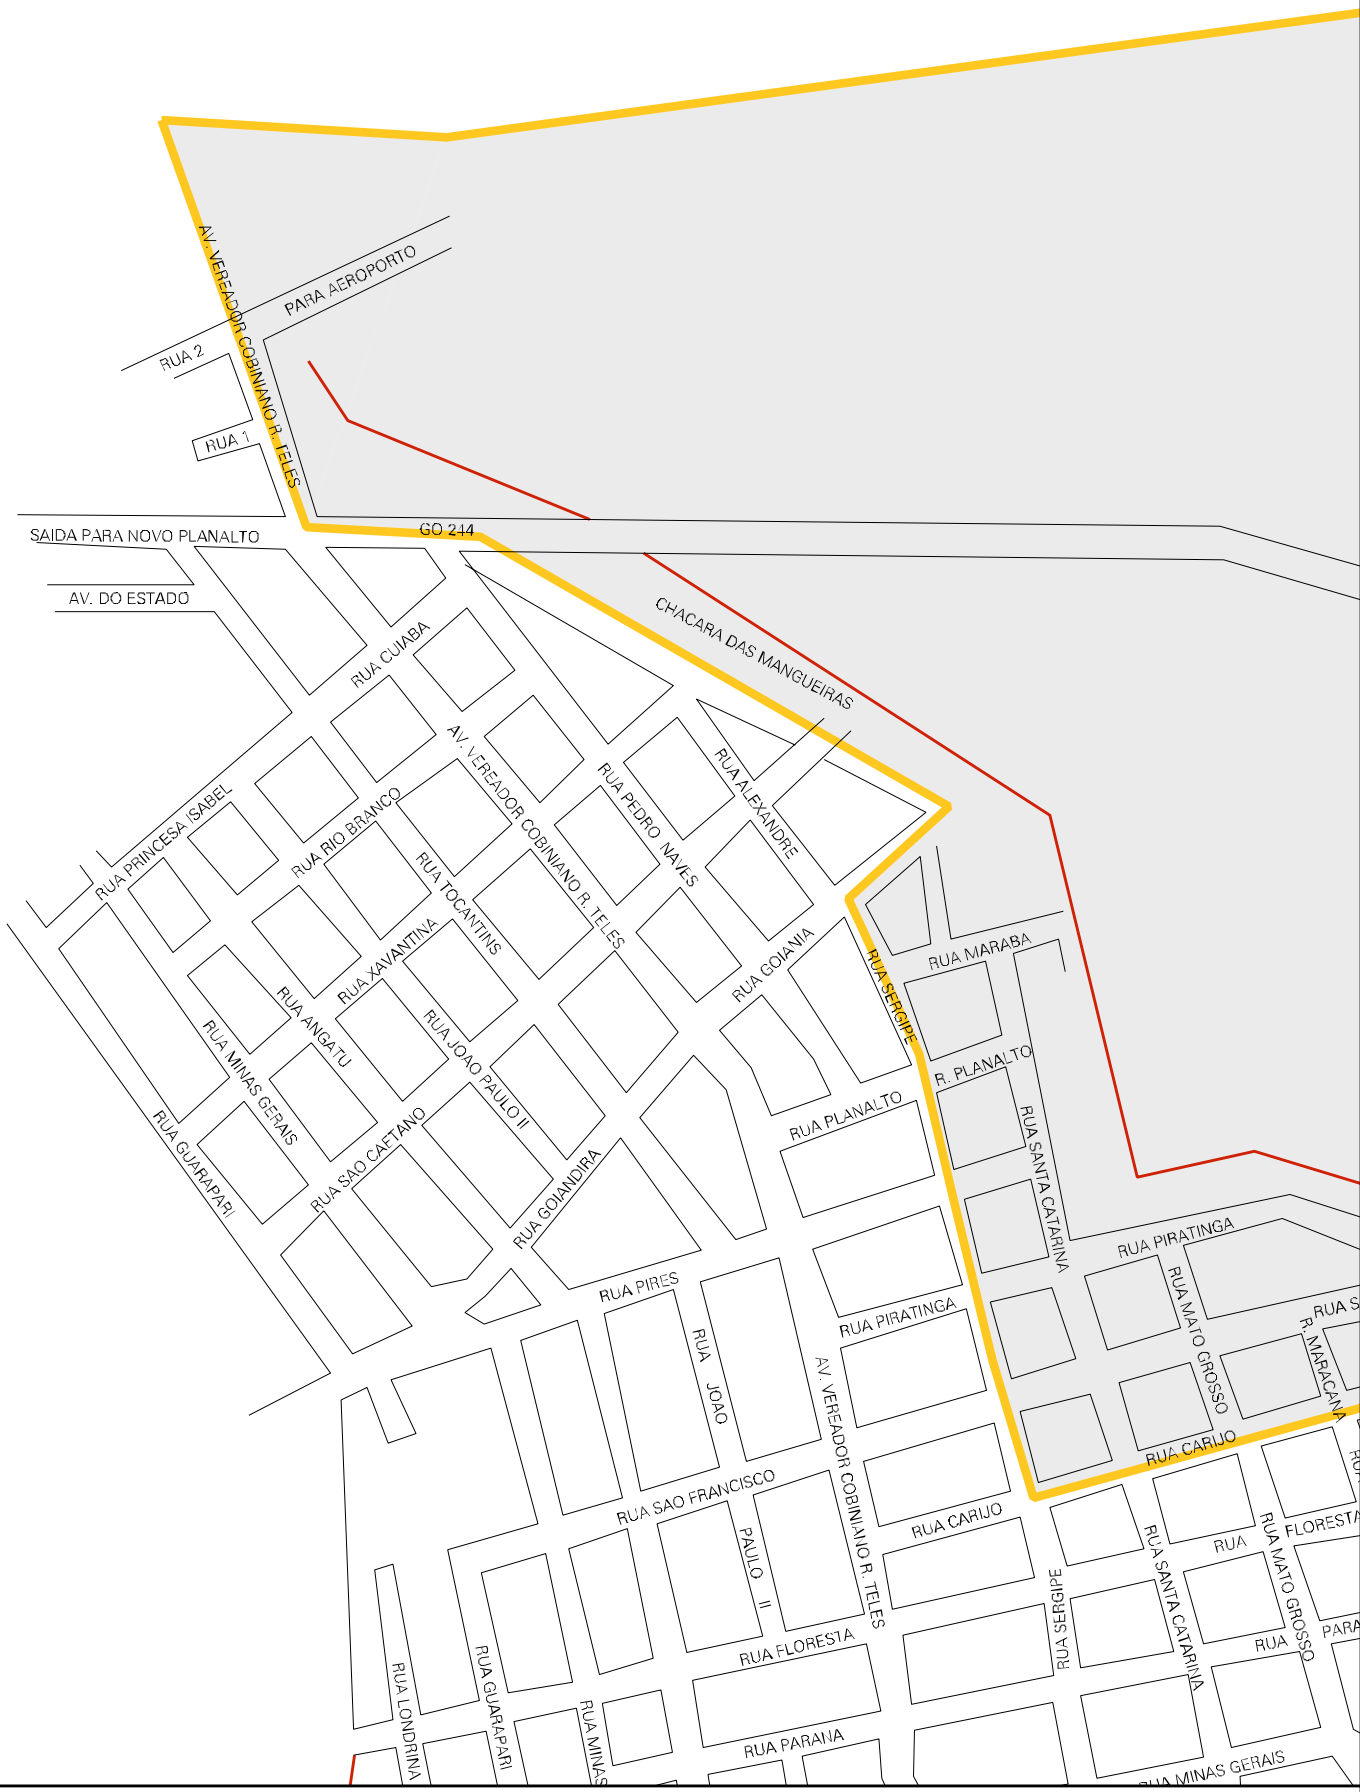 AV. VEREADOR COBINIANO R. TELES
PARA AEROPORTO
RUA 2
RUA 1
GO 244
SAIDA PARA NOVO PLANALTO
AV. DO ESTADO
CHACARA DAS MANGUEIRAS
RUA CUIABA
AV. VEREADOR COBINIANO R. TELES
RUA ALEXANDRE
RUA PEDRO NAVES
RUA PRINCESA ISABEL
RUA RIO BRANCO
RUA TOCANTINS
RUA XAVANTINA
RUA GOIANIA
RUA MARABA
RUA SERGIPE
RUA ANGATU
RUA MINAS GERAIS
RUA JOAO PAULO II
R. PLANALTO
RUA PLANALTO
RUA SAO CAETANO
RUA GUARAPARI
RUA SANTA CATARINA
RUA GOIANDIRA
RUA PIRATINGA
RUA PIRES
RUA PIRATINGA
RUA MATO GROSSO
RUA S
R. MARACANA
RUA JOAO
AV. VEREADOR COBINIANO R. TELES
RUA CARIJO
RUA
RUA SAO FRANCISCO
RUA CARIJO
PAULO II
RUA FLORESTA
RUA SANTA CATARINA
RUA MATO GROSSO
RUA SERGIPE
RUA FLORESTA
RUA PARA
RUA LONDRINA
RUA GUARAPARI
RUA MINAS
RUA PARANA
RUA MINAS GERAIS